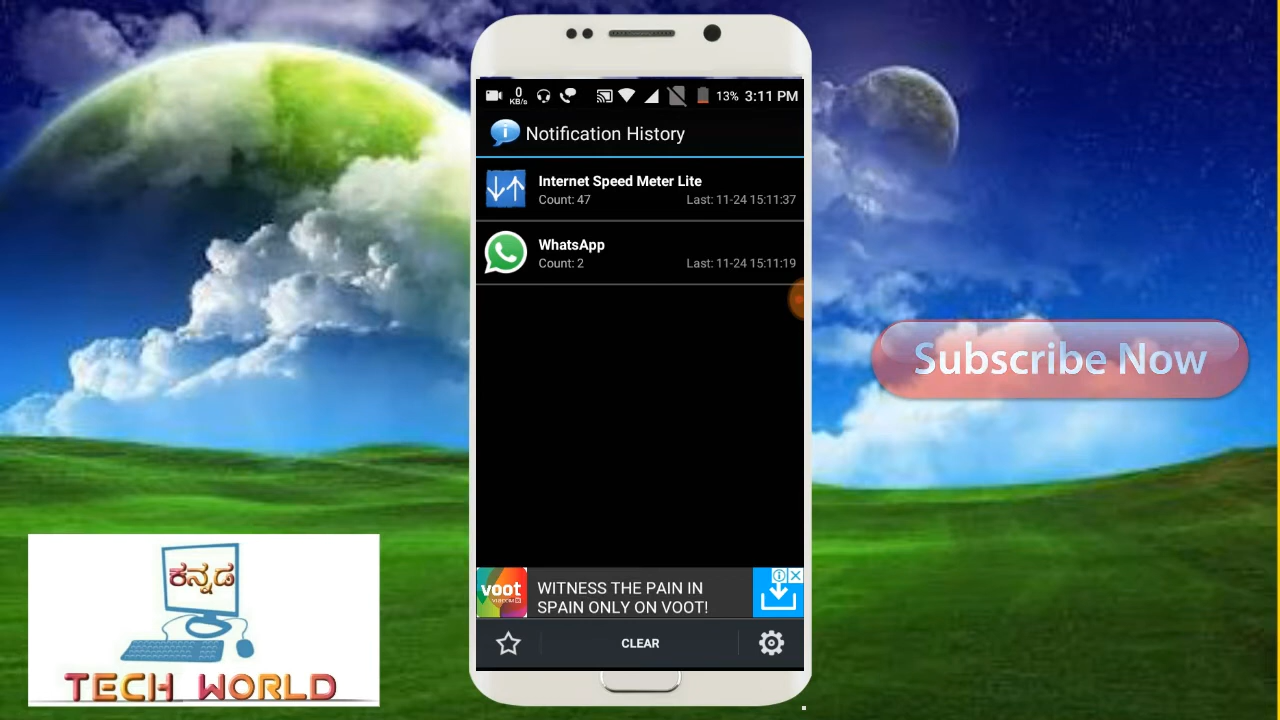 0
KB/s
13% 3:11 PM
Notification History
Internet Speed Meter Lite
Count: 47
Last: 11-24 15:11:37
WhatsApp
Count: 2
Last: 11-24 15:11:19
Subscribe Now
voot
WITNESS THE PAIN IN
SPAIN ONLY ON VOOT!
CLEAR
ಕನ್ನಡ
TECH WORLD